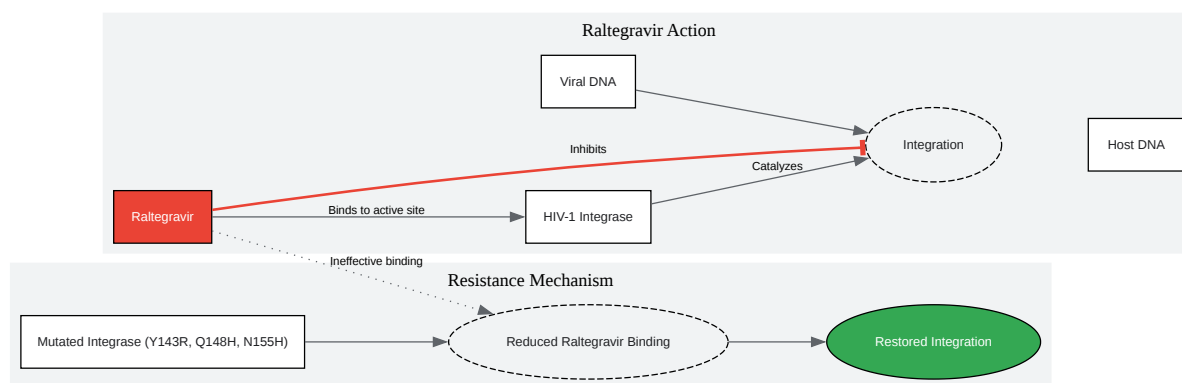 Raltegravir Action
Viral DNA
Integration
Host DNA
Inhibits
Catalyzes
Raltegravir
Binds to active site
HIV-1 Integrase
Ineffective binding
Resistance Mechanism
Mutated Integrase (Y143R, Q148H, N155H)
Reduced Raltegravir Binding
Restored Integration